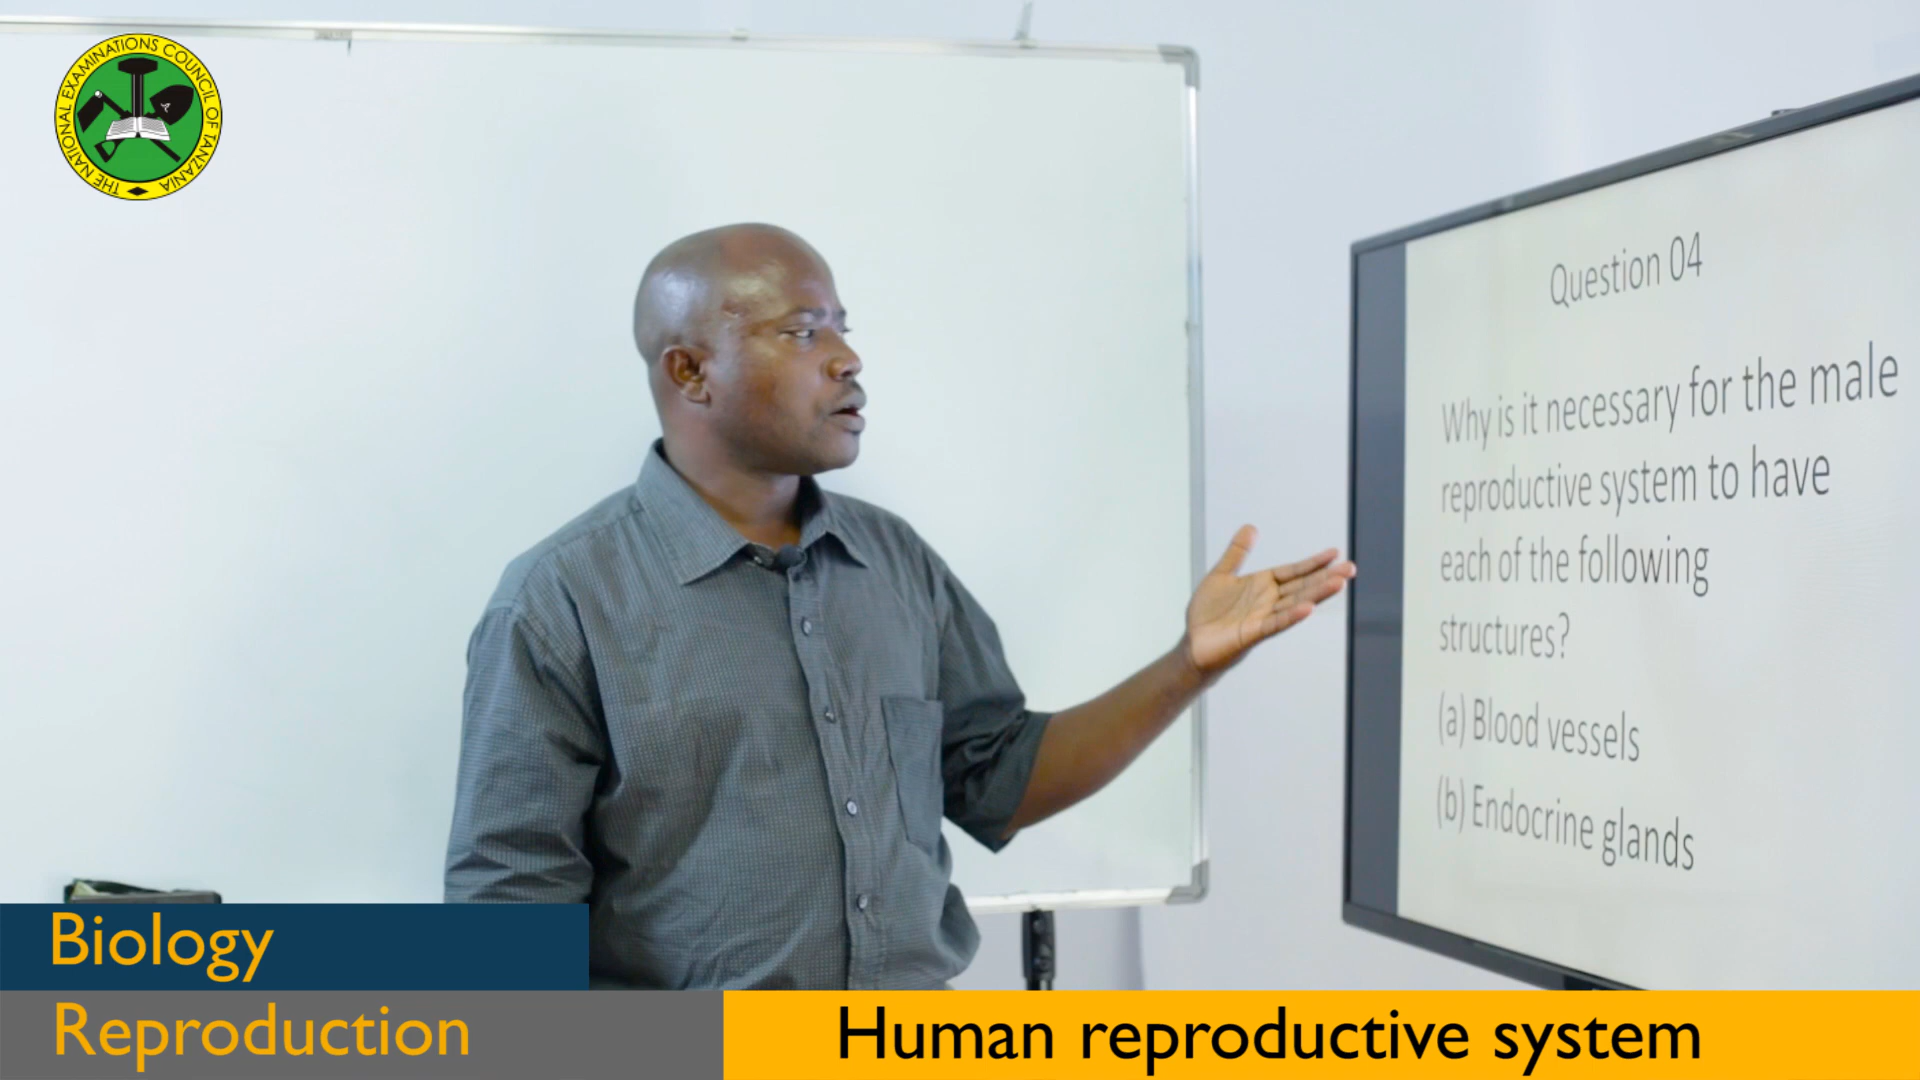 THE NATIONAL EXAMINATIONS COUNCIL OF TANZANIA
Question 04
Why is it necessary for the male
reproductive system to have
each of the following
structures?
(a) Blood vessels
(b) Endocrine glands
Biology
Reproduction
Human reproductive system